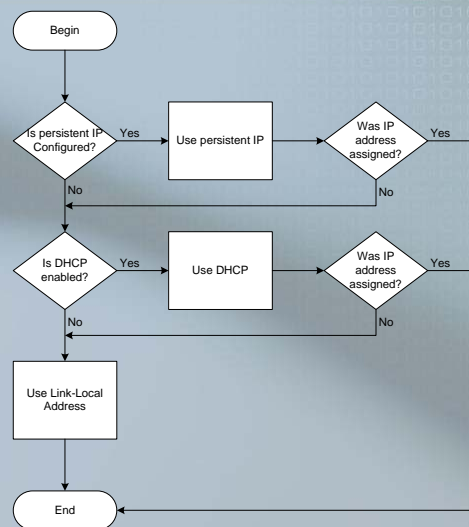 Begin
Is persistent IP
Configured?
Yes
Use persistent IP
Was IP
address
assigned?
Yes
No
No
Is DHCP
enabled?
Yes
Use DHCP
Was IP
address
assigned?
Yes
No
No
Use Link-Local
Address
End